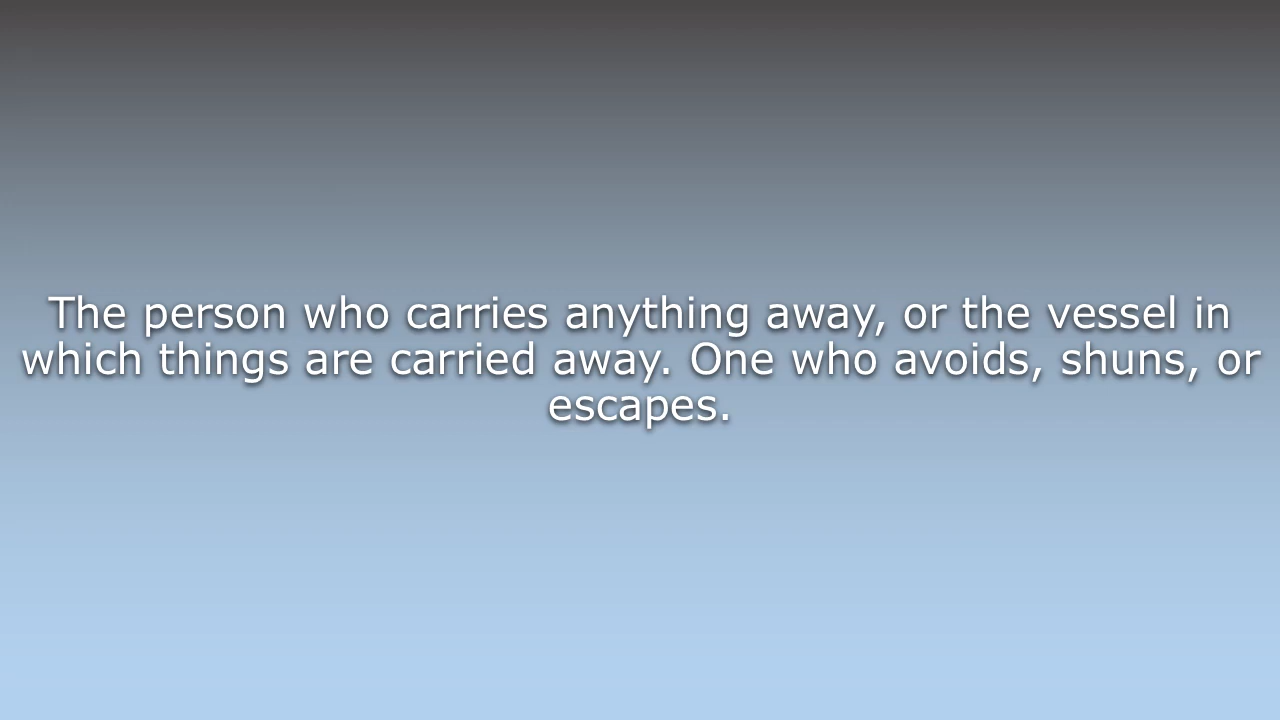 The person who carries anything away, or the vessel in
which things are carried away. One who avoids, shuns, or
escapes.